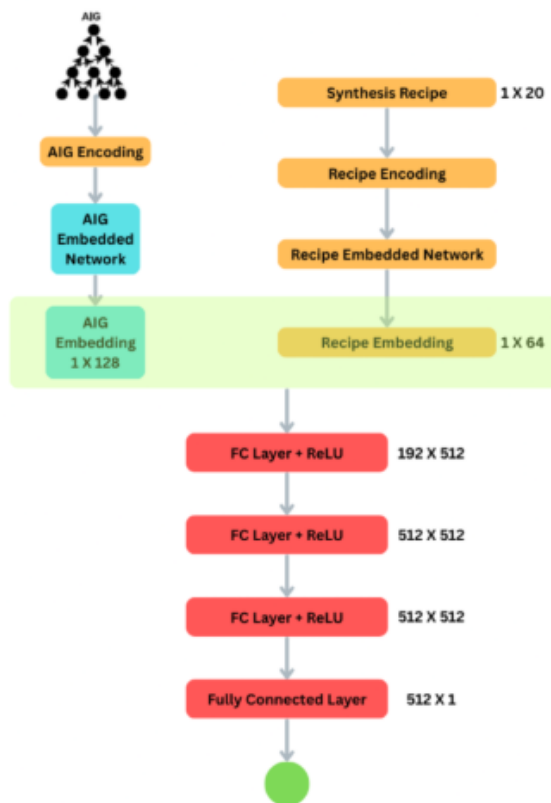 AIG
AIG Encoding
AIG
Embedded
Network
AIG
Embedding
1 X 128
Synthesis Recipe
1 X 20
Recipe Encoding
Recipe Embedded Network
Recipe Embedding
1 X 64
FC Layer + ReLU
192 X 512
FC Layer + ReLU
512 X 512
FC Layer + ReLU
512 X 512
Fully Connected Layer
512 X 1